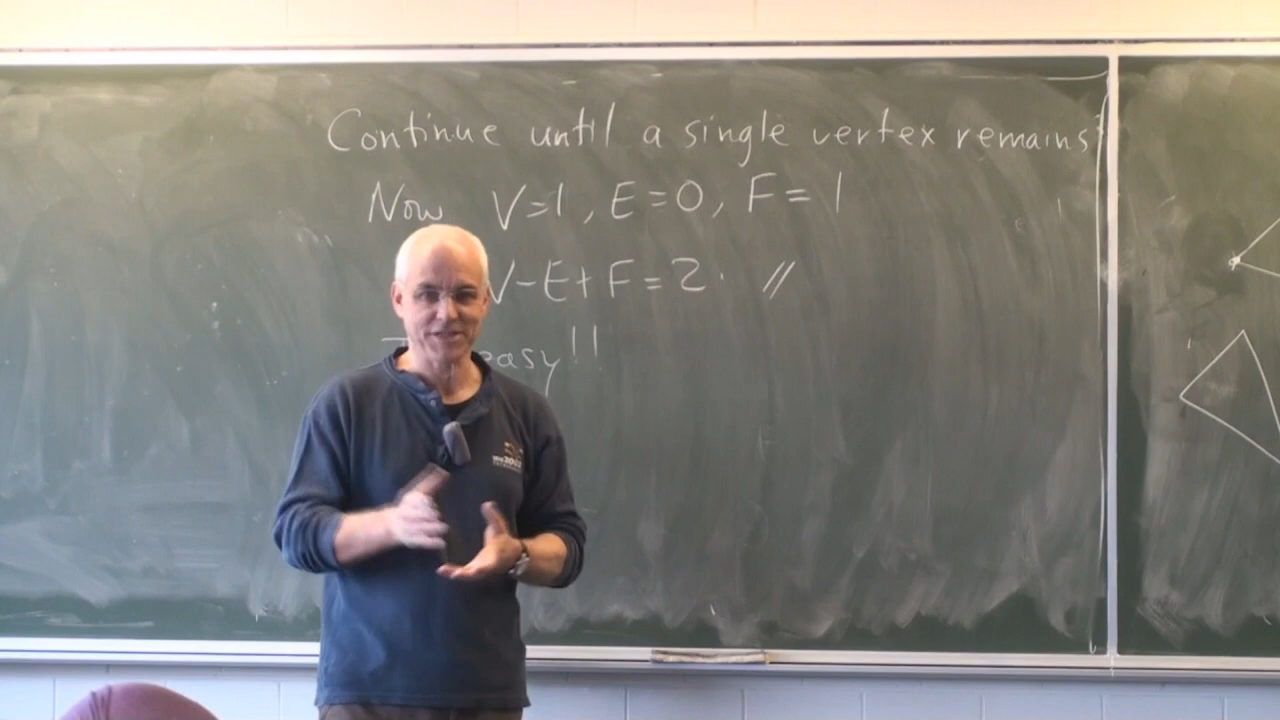 Continue until a single vertex remains
Now V=1, E=0, F=1
V-E+F=2. //
easy!!